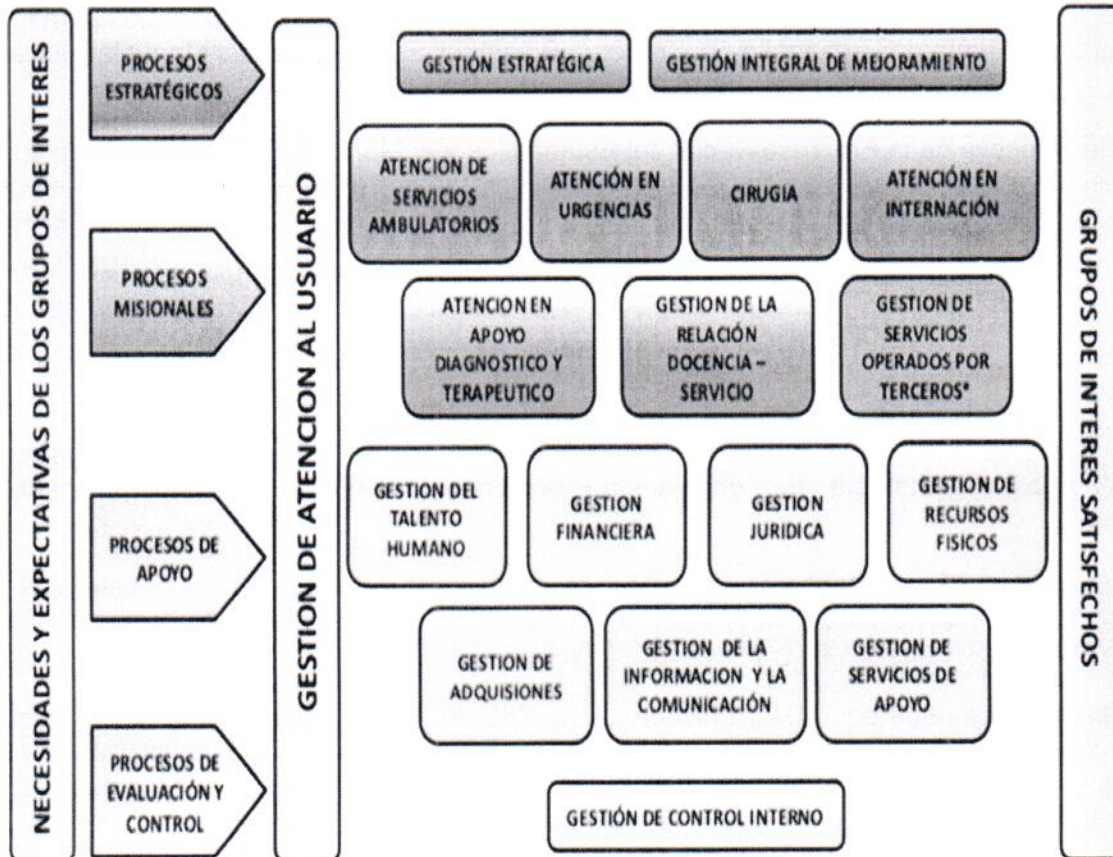 NECESIDADES Y EXPECTATIVAS DE LOS GRUPOS DE INTERES
PROCESOS
ESTRATÉGICOS
PROCESOS
MISIONALES
PROCESOS DE
APOYO
PROCESOS DE
EVALUACIÓN Y
CONTROL
GESTION DE ATENCION AL USUARIO
GESTIÓN ESTRATÉGICA
GESTIÓN INTEGRAL DE MEJORAMIENTO
ATENCION DE
SERVICIOS
AMBULATORIOS
ATENCIÓN EN
URGENCIAS
CIRUGIA
ATENCIÓN EN
INTERNACIÓN
ATENCION EN
APOYO
DIAGNOSTICO Y
TERAPEUTICO
GESTION DE LA
RELACIÓN
DOCENCIA –
SERVICIO
GESTION DE
SERVICIOS
OPERADOS POR
TERCEROS*
GESTION DEL
TALENTO
HUMANO
GESTION
FINANCIERA
GESTION
JURIDICA
GESTION DE
RECURSOS
FISICOS
GESTION DE
ADQUISIONES
GESTION DE LA
INFORMACION Y LA
COMUNICACIÓN
GESTION DE
SERVICIOS DE
APOYO
GESTIÓN DE CONTROL INTERNO
GRUPOS DE INTERES SATISFECHOS